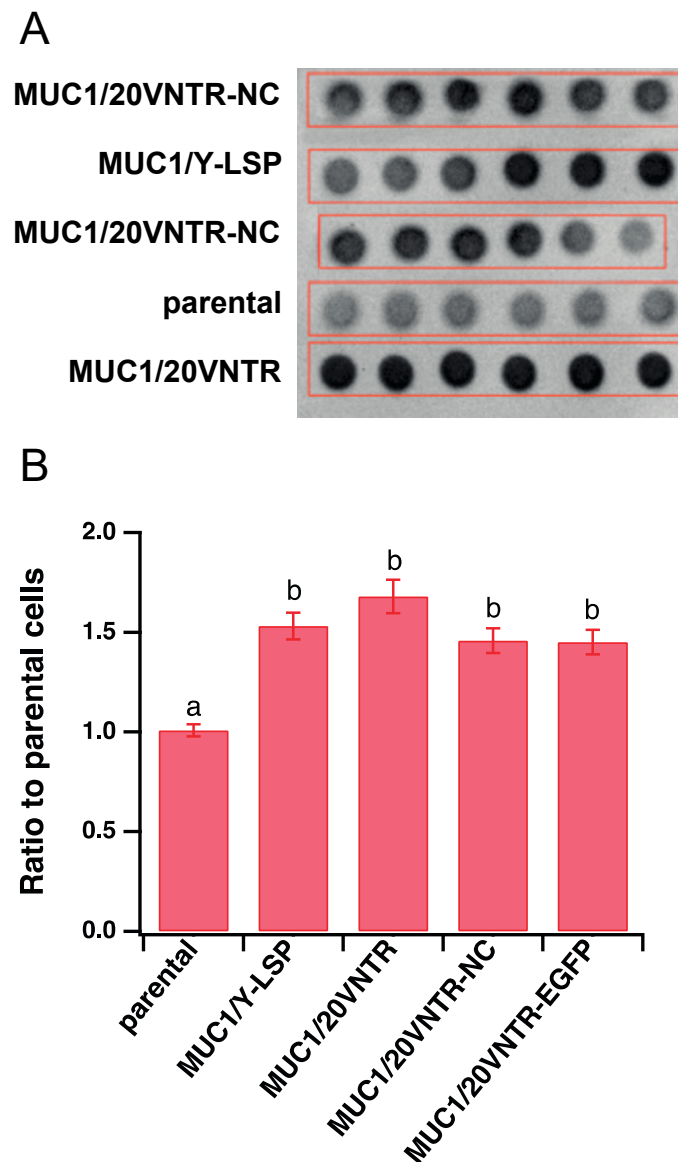 A
MUC1/20VNTR-NC
MUC1/Y-LSP
MUC1/20VNTR-NC
parental
MUC1/20VNTR
B
Ratio to parental cells
2.0
1.5
1.0
0.5
0.0
a
b
b
b
b
parental
MUC1/Y-LSP
MUC1/20VNTR
MUC1/20VNTR-NC
MUC1/20VNTR-EGFP